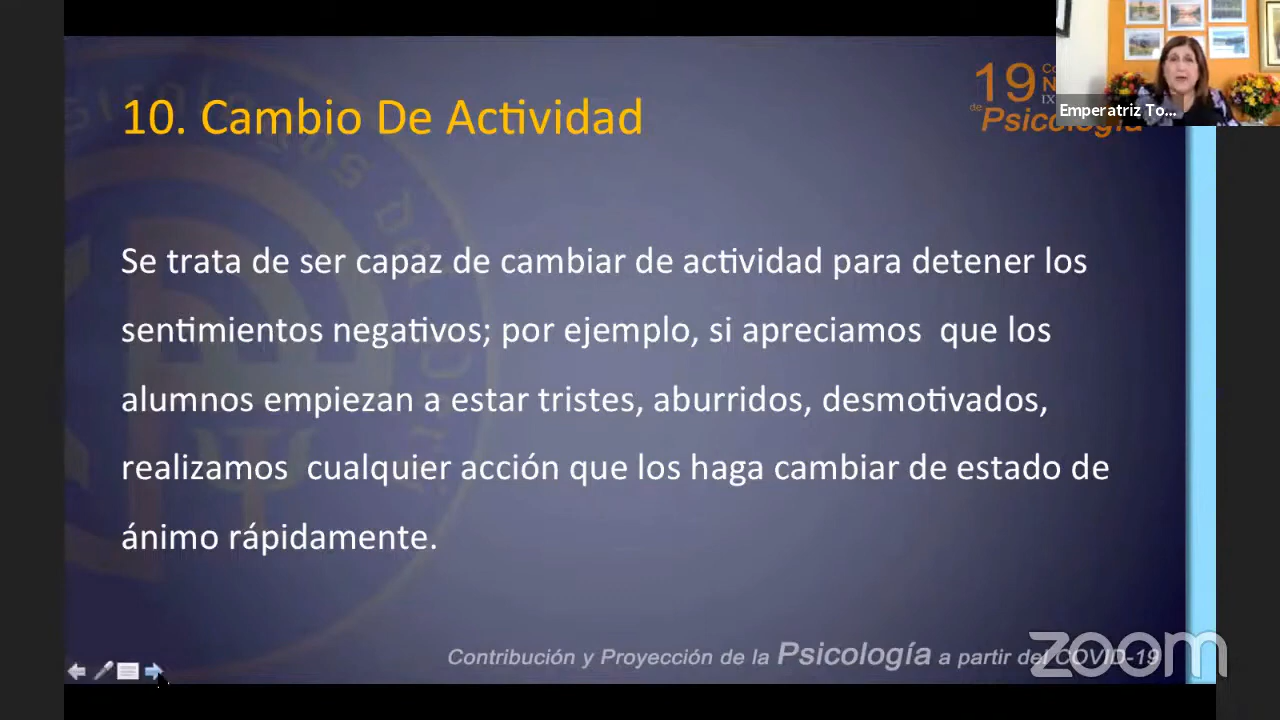 10. Cambio De Actividad
19
de Psicología
Emperatriz To...
Se trata de ser capaz de cambiar de actividad para detener los
sentimientos negativos; por ejemplo, si apreciamos  que los
alumnos empiezan a estar tristes, aburridos, desmotivados,
realizamos  cualquier acción que los haga cambiar de estado de
ánimo rápidamente.
Contribución y Proyección de la Psicología a partir del COVID-19
zoom